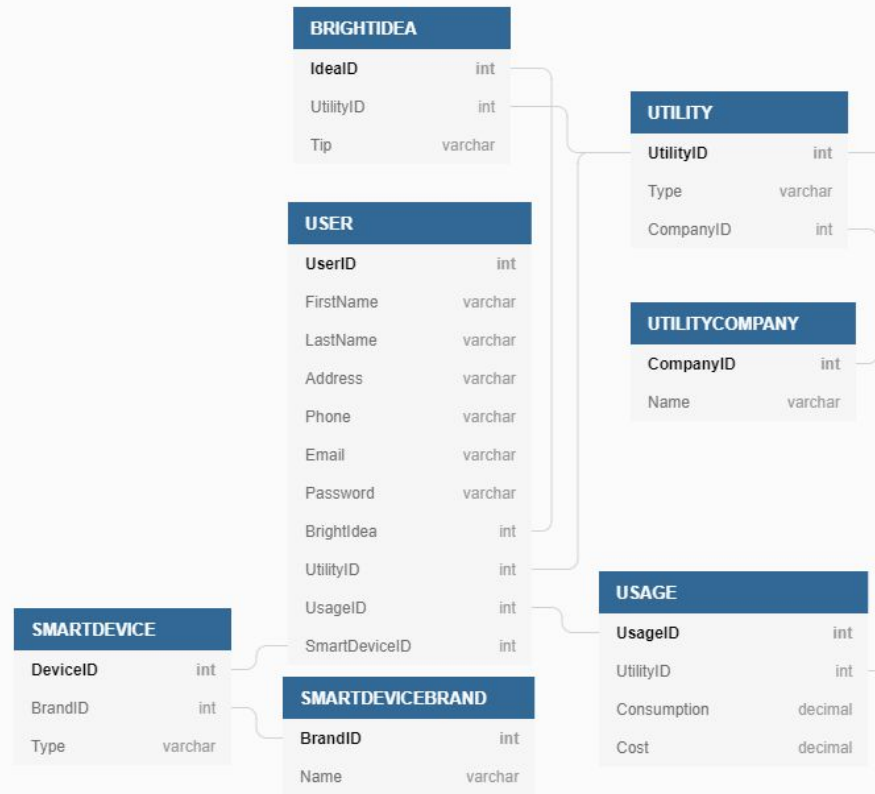 BRIGHTIDEA
IdeaID int
UtilityID int
Tip varchar
UTILITY
UtilityID int
Type varchar
CompanyID int
USER
UserID int
FirstName varchar
LastName varchar
Address varchar
Phone varchar
Email varchar
Password varchar
BrightIdea int
UtilityID int
UsageID int
SmartDeviceID int
UTILITYCOMPANY
CompanyID int
Name varchar
USAGE
UsageID int
UtilityID int
Consumption decimal
Cost decimal
SMARTDEVICE
DeviceID int
BrandID int
Type varchar
SMARTDEVICEBRAND
BrandID int
Name varchar